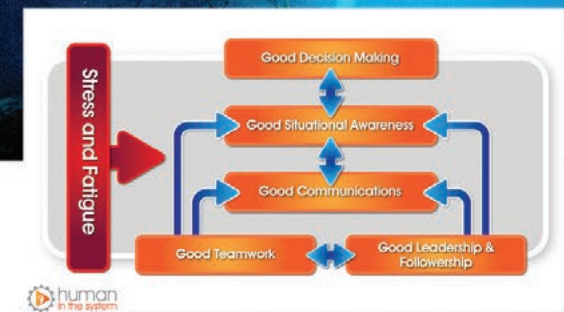 Stress and Fatigue
Good Decision Making
Good Situational Awareness
Good Communications
Good Teamwork
Good Leadership &
Followership
human
in the system